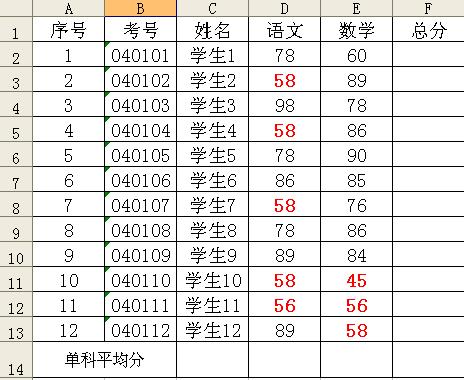 A B C D E F
1 序号 考号 姓名 语文 数学 总分
2 1 040101 学生1 78 60
3 2 040102 学生2 58 89
4 3 040103 学生3 98 78
5 4 040104 学生4 58 86
6 5 040105 学生5 78 90
7 6 040106 学生6 86 85
8 7 040107 学生7 58 76
9 8 040108 学生8 78 86
10 9 040109 学生9 89 84
11 10 040110 学生10 58 45
12 11 040111 学生11 56 56
13 12 040112 学生12 89 58
14 单科平均分